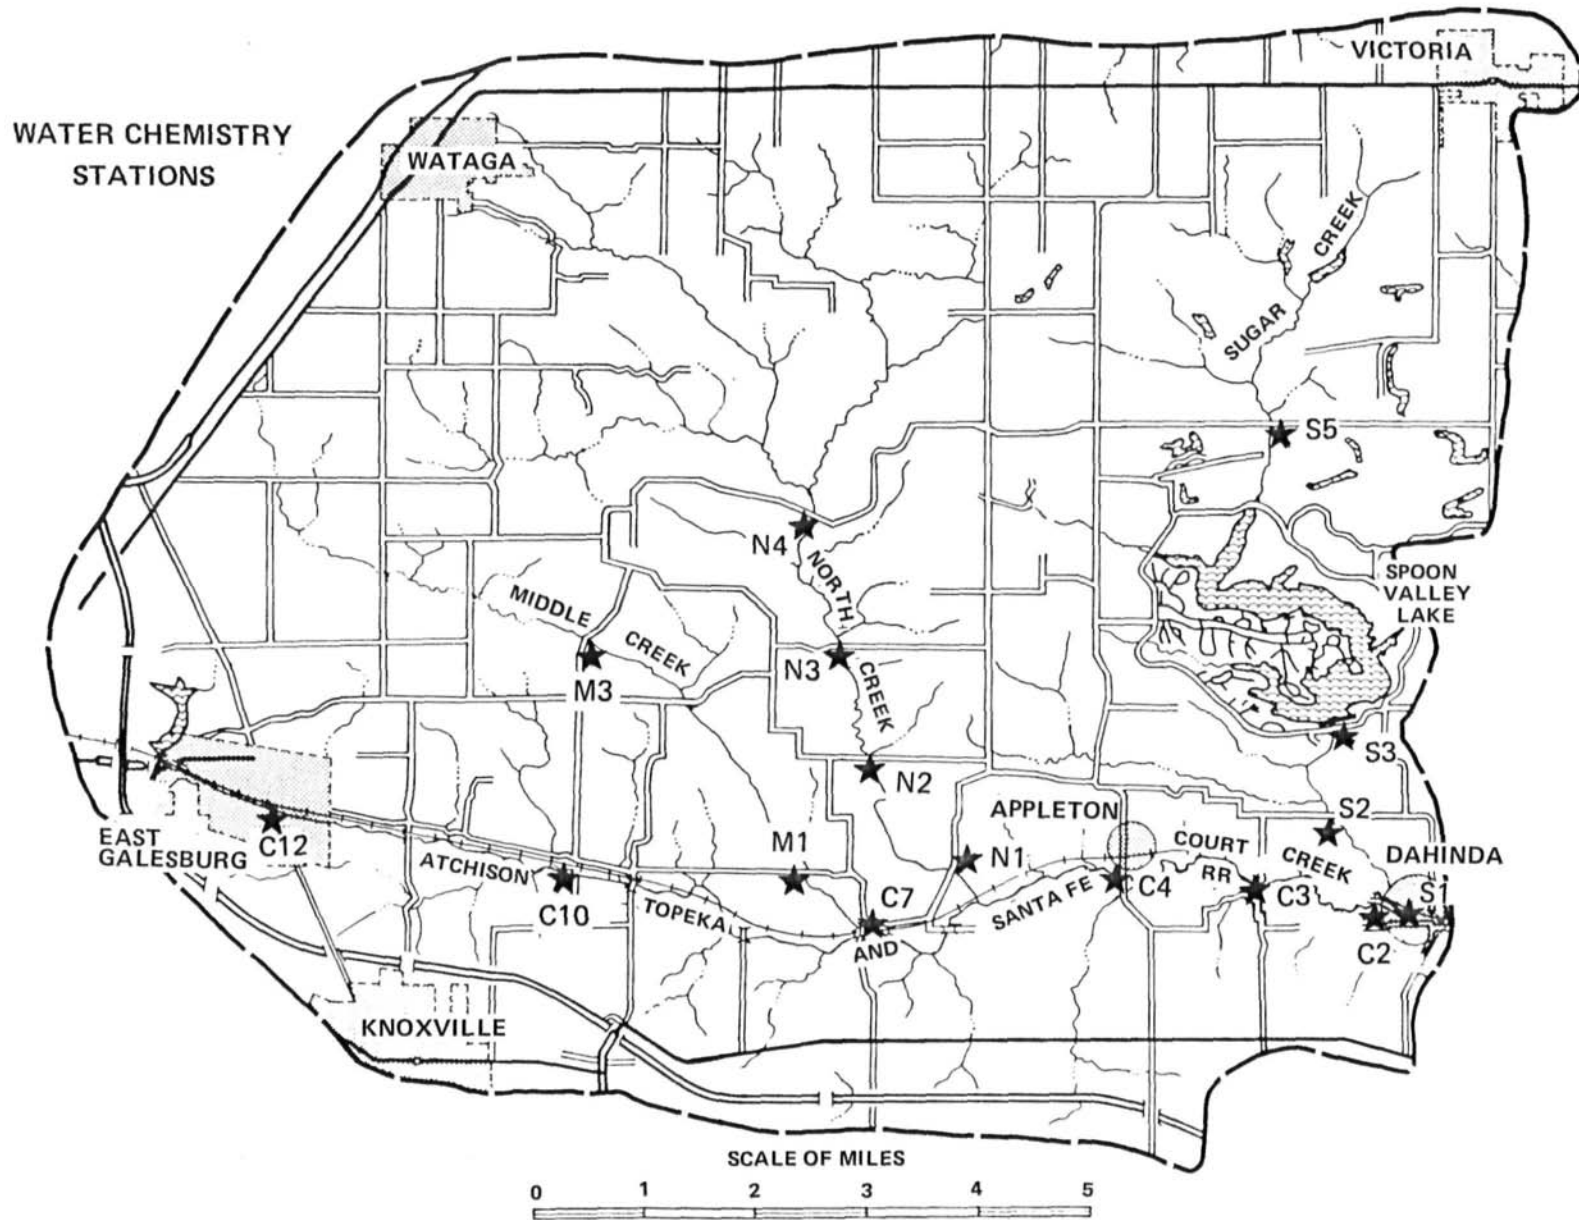 VICTORIA
WATER CHEMISTRY
STATIONS
WATAGA
SUGAR CREEK
S5
N4
NORTH CREEK
SPOON
VALLEY
LAKE
MIDDLE CREEK
M3
N3
S3
N2
APPLETON
S2
EAST
GALESBURG
C12
M1
N1
COURT CREEK
DAHINDA
ATCHISON TOPEKA AND SANTA FE RR
C10
C7
C4
C3
S1
C2
KNOXVILLE
SCALE OF MILES
0 1 2 3 4 5